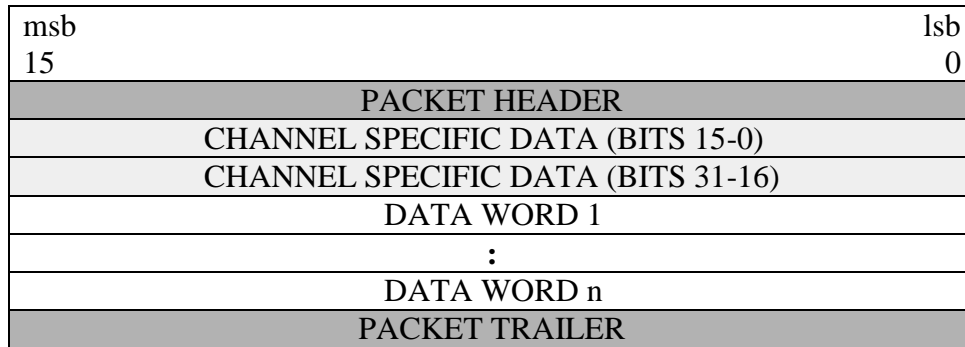 msb lsb
15 0
PACKET HEADER
CHANNEL SPECIFIC DATA (BITS 15-0)
CHANNEL SPECIFIC DATA (BITS 31-16)
DATA WORD 1
:
DATA WORD n
PACKET TRAILER